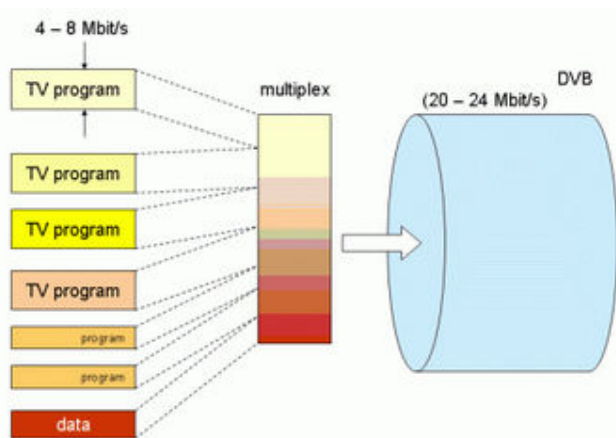 4 – 8 Mbit/s
TV program
multiplex
DVB
(20 – 24 Mbit/s)
TV program
TV program
TV program
program
program
data